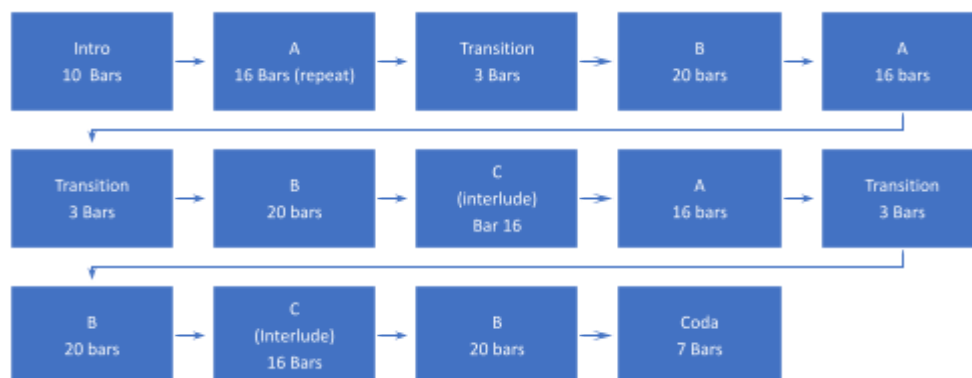 Intro
10 Bars
A
16 Bars (repeat)
Transition
3 Bars
B
20 bars
A
16 bars
Transition
3 Bars
B
20 bars
C
(interlude)
Bar 16
A
16 bars
Transition
3 Bars
B
20 bars
C
(Interlude)
16 Bars
B
20 bars
Coda
7 Bars